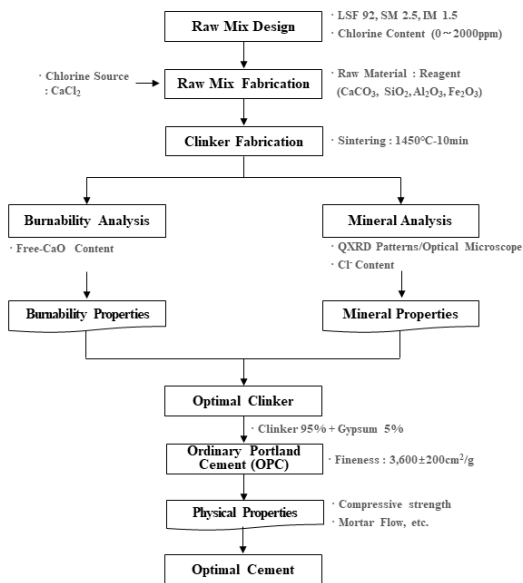 Raw Mix Design
· LSF 92, SM 2.5, IM 1.5
· Chlorine Content (0～2000ppm)
· Chlorine Source
: CaCl₂
Raw Mix Fabrication
· Raw Material : Reagent
(CaCO₃, SiO₂, Al₂O₃, Fe₂O₃)
Clinker Fabrication
· Sintering : 1450℃-10min
Burnability Analysis
· Free-CaO Content
Mineral Analysis
· QXRD Patterns/Optical Microscope
· Cl⁻ Content
Burnability Properties
Mineral Properties
Optimal Clinker
· Clinker 95% + Gypsum 5%
Ordinary Portland
Cement (OPC)
· Fineness : 3,600±200cm²/g
Physical Properties
· Compressive strength
· Mortar Flow, etc.
Optimal Cement